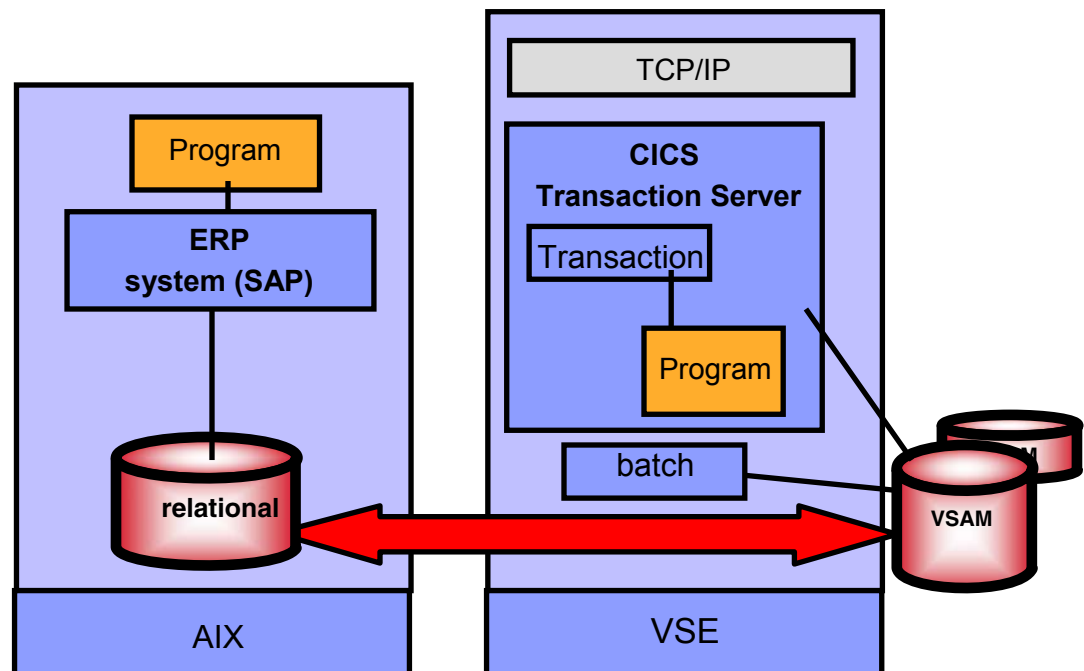 TCP/IP
Program
CICS
Transaction Server
ERP
system (SAP)
Transaction
Program
batch
relational
VSAM
AIX
VSE